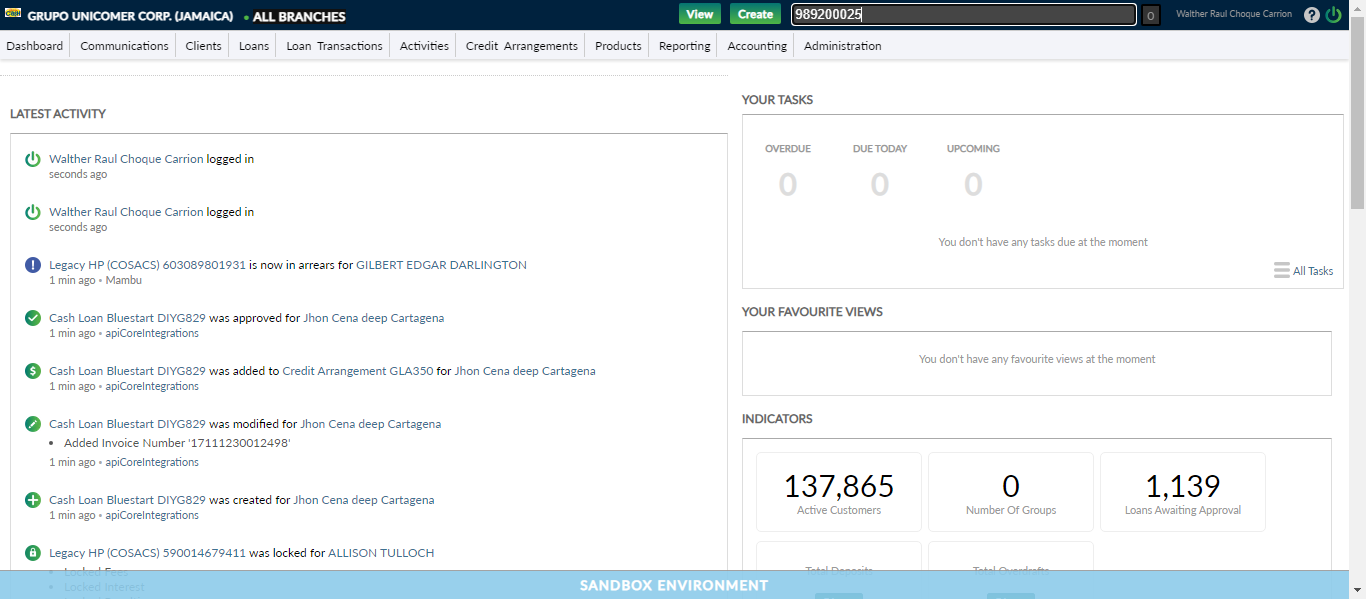 GRUPO UNICOMER CORP. (JAMAICA) • ALL BRANCHES View Create 989200025 0 Walther Raul Choque Carrion ?
Dashboard Communications Clients Loans Loan Transactions Activities Credit Arrangements Products Reporting Accounting Administration
LATEST ACTIVITY
Walther Raul Choque Carrion logged in
seconds ago
Walther Raul Choque Carrion logged in
seconds ago
Legacy HP (COSACS) 603089801931 is now in arrears for GILBERT EDGAR DARLINGTON
1 min ago • Mambu
Cash Loan Bluestart DIYG829 was approved for Jhon Cena deep Cartagena
1 min ago • apiCoreIntegrations
Cash Loan Bluestart DIYG829 was added to Credit Arrangement GLA350 for Jhon Cena deep Cartagena
1 min ago • apiCoreIntegrations
Cash Loan Bluestart DIYG829 was modified for Jhon Cena deep Cartagena
• Added Invoice Number '17111230012498'
1 min ago • apiCoreIntegrations
Cash Loan Bluestart DIYG829 was created for Jhon Cena deep Cartagena
1 min ago • apiCoreIntegrations
Legacy HP (COSACS) 590014679411 was locked for ALLISON TULLOCH
• Locked Fees
• Locked interest
YOUR TASKS
OVERDUE DUE TODAY UPCOMING
0 0 0
You don't have any tasks due at the moment
All Tasks
YOUR FAVOURITE VIEWS
You don't have any favourite views at the moment
INDICATORS
137,865 0 1,139
Active Customers Number Of Groups Loans Awaiting Approval
Total Deposits Total Overdrafts
SANDBOX ENVIRONMENT